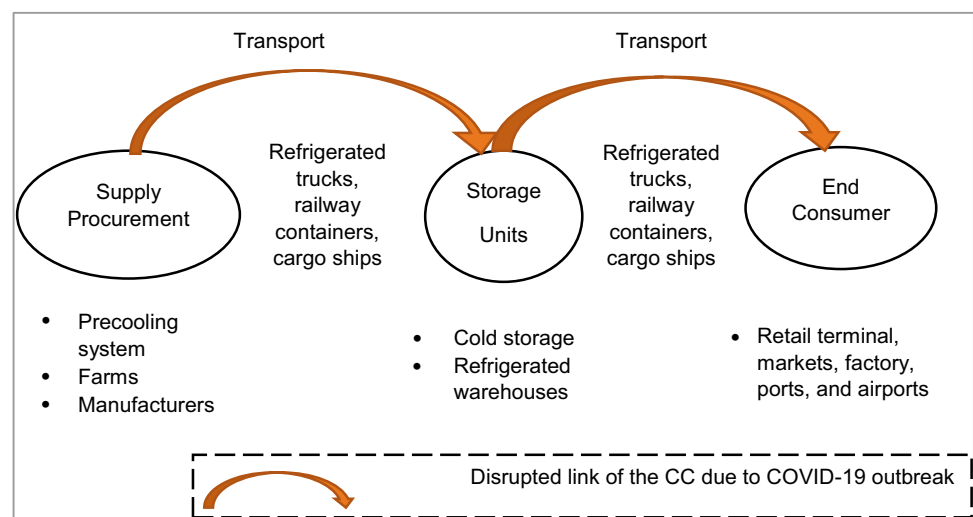 Transport
Transport
Supply
Procurement
Refrigerated
trucks,
railway
containers,
cargo ships
Storage
Units
Refrigerated
trucks,
railway
containers,
cargo ships
End
Consumer
• Precooling
system
• Farms
• Manufacturers
• Cold storage
• Refrigerated
warehouses
• Retail terminal,
markets, factory,
ports, and airports
Disrupted link of the CC due to COVID-19 outbreak